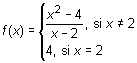 f(x) = { (x² − 4)/(x − 2), si x ≠ 2
4, si x = 2